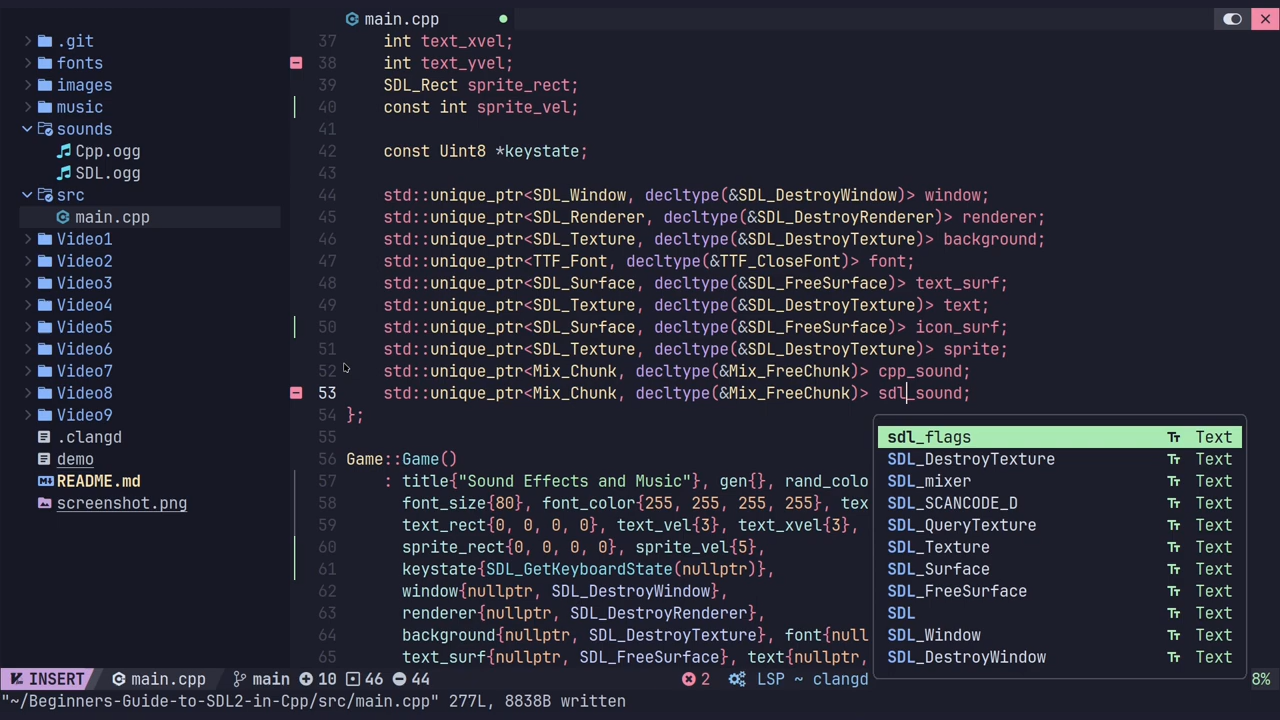 main.cpp
.git
fonts
images
music
sounds
Cpp.ogg
SDL.ogg
src
main.cpp
Video1
Video2
Video3
Video4
Video5
Video6
Video7
Video8
Video9
.clangd
demo
README.md
screenshot.png
37 int text_xvel;
38 int text_yvel;
39 SDL_Rect sprite_rect;
40 const int sprite_vel;
41
42 const Uint8 *keystate;
43
44 std::unique_ptr<SDL_Window, decltype(&SDL_DestroyWindow)> window;
45 std::unique_ptr<SDL_Renderer, decltype(&SDL_DestroyRenderer)> renderer;
46 std::unique_ptr<SDL_Texture, decltype(&SDL_DestroyTexture)> background;
47 std::unique_ptr<TTF_Font, decltype(&TTF_CloseFont)> font;
48 std::unique_ptr<SDL_Surface, decltype(&SDL_FreeSurface)> text_surf;
49 std::unique_ptr<SDL_Texture, decltype(&SDL_DestroyTexture)> text;
50 std::unique_ptr<SDL_Surface, decltype(&SDL_FreeSurface)> icon_surf;
51 std::unique_ptr<SDL_Texture, decltype(&SDL_DestroyTexture)> sprite;
52 std::unique_ptr<Mix_Chunk, decltype(&Mix_FreeChunk)> cpp_sound;
53 std::unique_ptr<Mix_Chunk, decltype(&Mix_FreeChunk)> sdl_sound;
54 };
55
56 Game::Game()
57 : title{"Sound Effects and Music"}, gen{}, rand_colo
58 font_size{80}, font_color{255, 255, 255, 255}, tex
59 text_rect{0, 0, 0, 0}, text_vel{3}, text_xvel{3},
60 sprite_rect{0, 0, 0, 0}, sprite_vel{5},
61 keystate{SDL_GetKeyboardState(nullptr)},
62 window{nullptr, SDL_DestroyWindow},
63 renderer{nullptr, SDL_DestroyRenderer},
64 background{nullptr, SDL_DestroyTexture}, font{null
65 text_surf{nullptr, SDL_FreeSurface}, text{nullptr,
sdl_flags Text
SDL_DestroyTexture Text
SDL_mixer Text
SDL_SCANCODE_D Text
SDL_QueryTexture Text
SDL_Texture Text
SDL_Surface Text
SDL_FreeSurface Text
SDL Text
SDL_Window Text
SDL_DestroyWindow Text
INSERT main.cpp main 10 46 44 2 LSP ~ clangd 8%
"~/Beginners-Guide-to-SDL2-in-Cpp/src/main.cpp" 277L, 8838B written